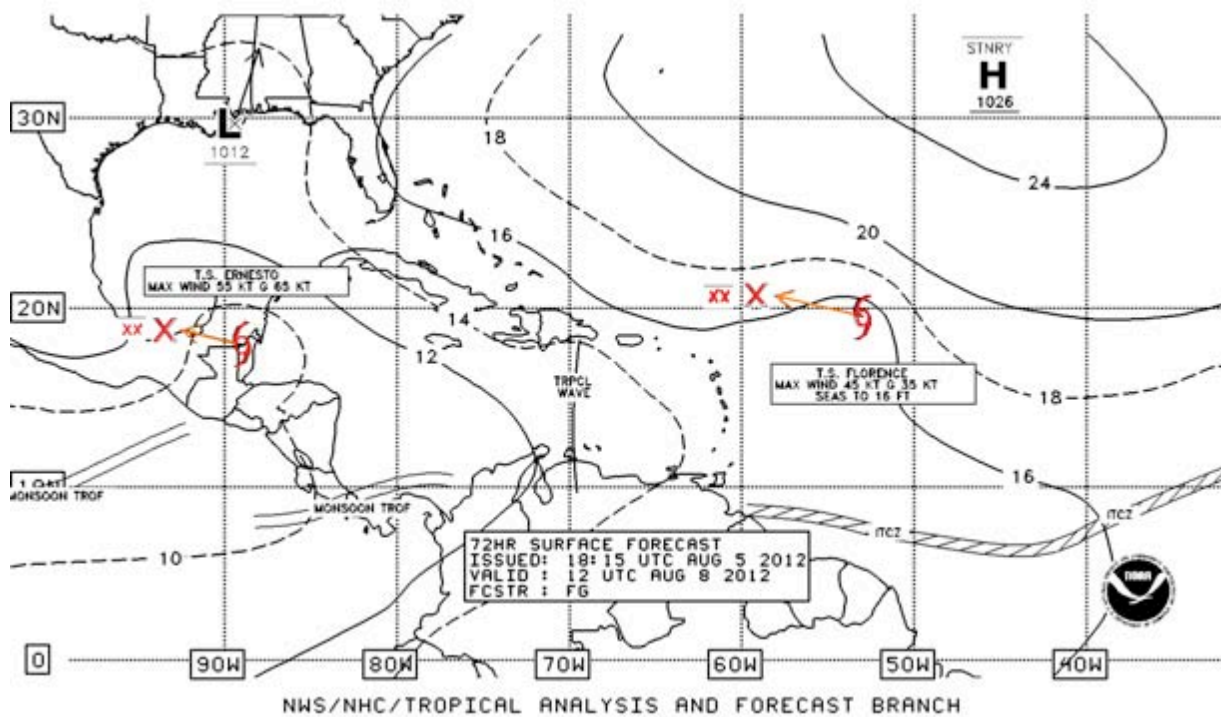 STNRY
H
1026
30N
L
1012
18
24
20
16
T.S. ERNESTO
MAX WIND 55 KT G 65 KT
XX X
20N
XX X
14
12
TRPCL
WAVE
T.S. FLORENCE
MAX WIND 45 KT G 35 KT
SEAS TO 16 FT
18
16
MONSOON TROF
MONSOON TROF
ITCZ
ITCZ
10
72HR SURFACE FORECAST
ISSUED: 18:15 UTC AUG 5 2012
VALID : 12 UTC AUG 8 2012
FCSTR : FG
NOAA
0
90W
80W
70W
60W
50W
40W
NWS/NHC/TROPICAL ANALYSIS AND FORECAST BRANCH